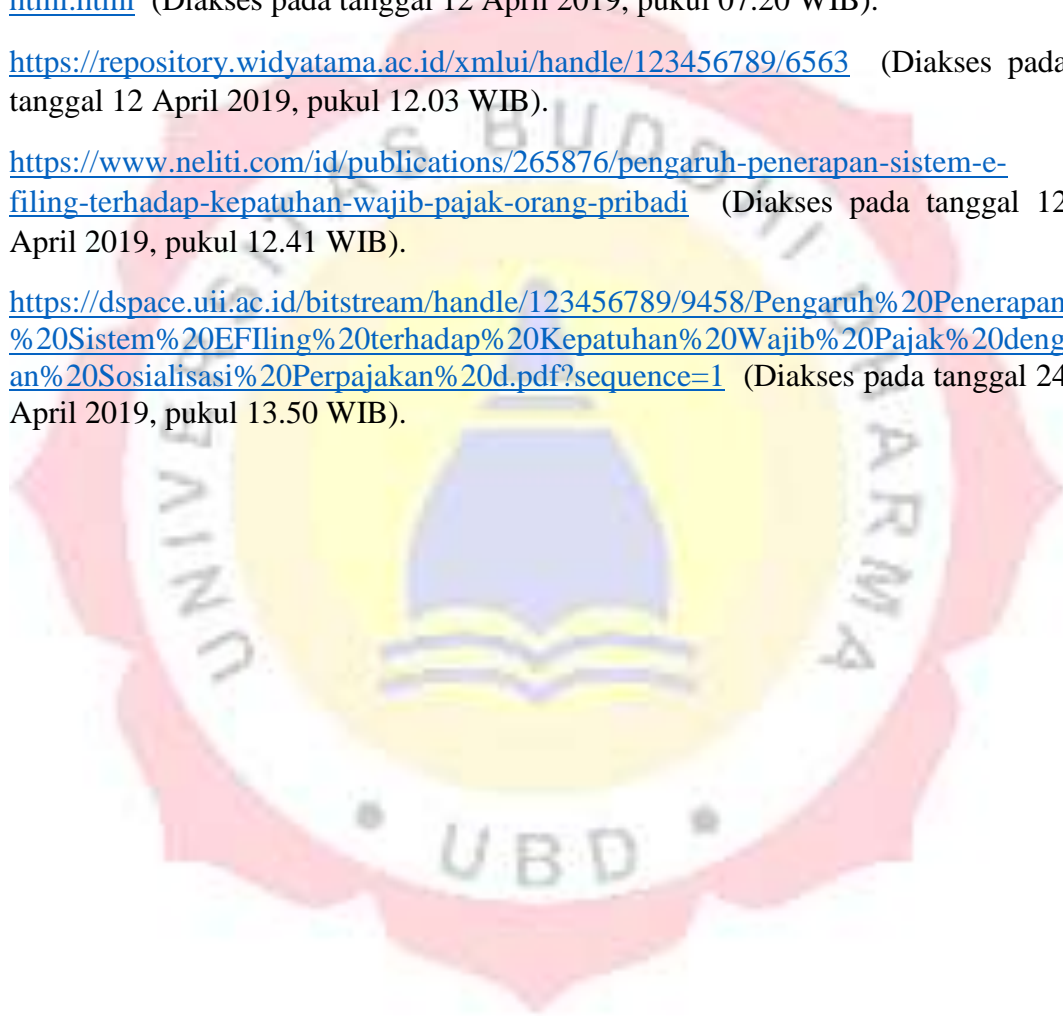 html.html (Diakses pada tanggal 12 April 2019, pukul 07.20 WIB).
https://repository.widyatama.ac.id/xmlui/handle/123456789/6563 (Diakses pada
tanggal 12 April 2019, pukul 12.03 WIB).
https://www.neliti.com/id/publications/265876/pengaruh-penerapan-sistem-e-
filing-terhadap-kepatuhan-wajib-pajak-orang-pribadi (Diakses pada tanggal 12
April 2019, pukul 12.41 WIB).
https://dspace.uii.ac.id/bitstream/handle/123456789/9458/Pengaruh%20Penerapan
%20Sistem%20EFIling%20terhadap%20Kepatuhan%20Wajib%20Pajak%20deng
an%20Sosialisasi%20Perpajakan%20d.pdf?sequence=1 (Diakses pada tanggal 24
April 2019, pukul 13.50 WIB).
UNIVERSITAS BUDDHI DHARMA
• UBD •